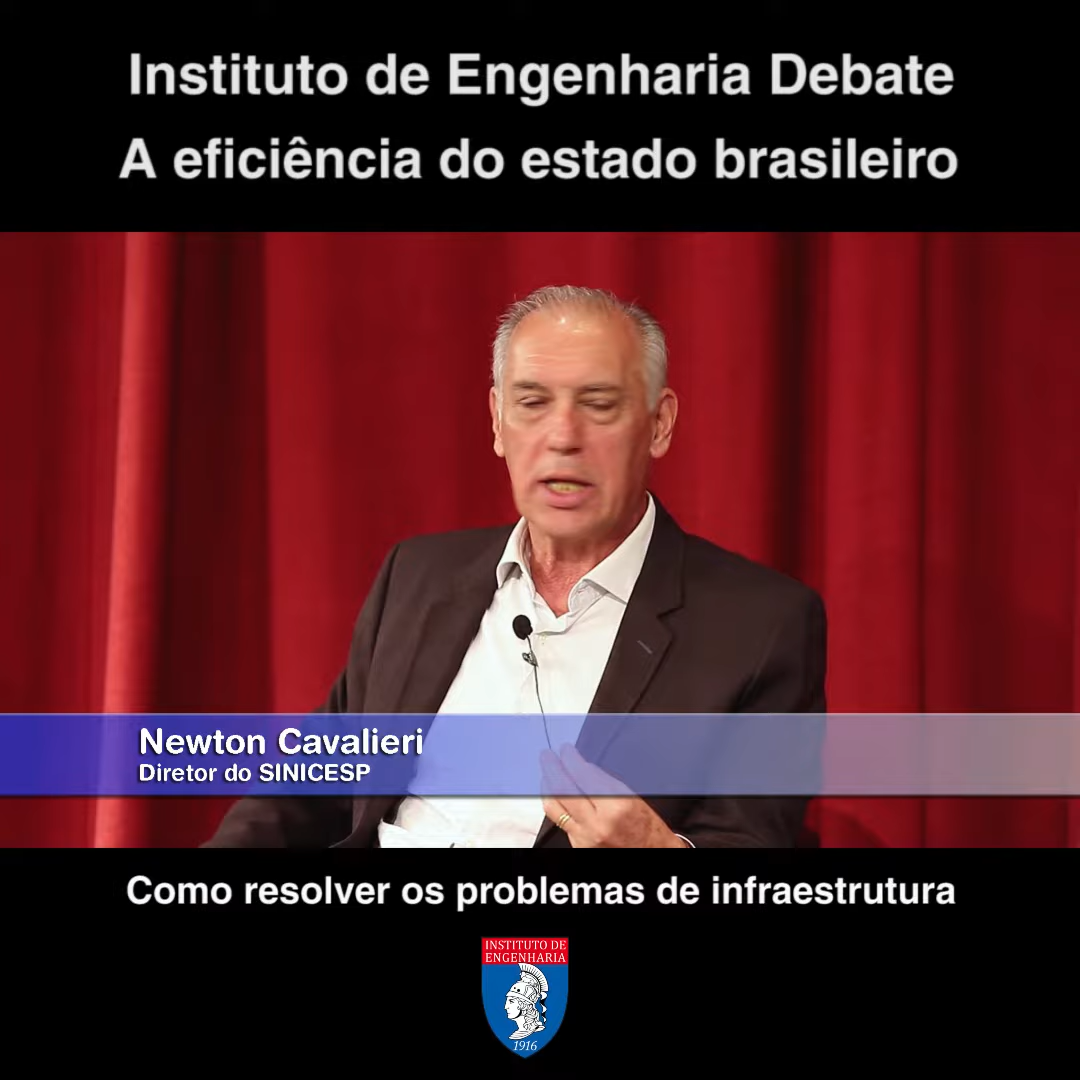 Instituto de Engenharia Debate
A eficiência do estado brasileiro
Newton Cavalieri
Diretor do SINICESP
Como resolver os problemas de infraestrutura
INSTITUTO DE
ENGENHARIA
1916